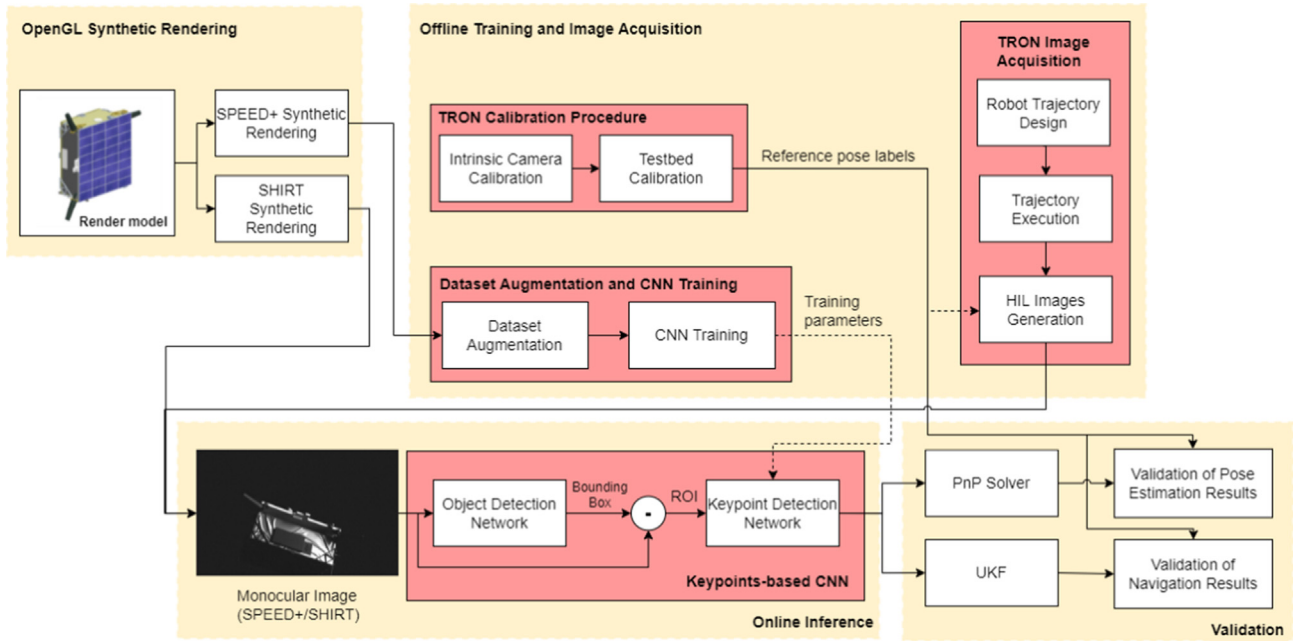 OpenGL Synthetic Rendering
Render model
SPEED+ Synthetic
Rendering
SHIRT
Synthetic
Rendering
Offline Training and Image Acquisition
TRON Calibration Procedure
Intrinsic Camera
Calibration
Testbed
Calibration
Reference pose labels
TRON Image
Acquisition
Robot Trajectory
Design
Trajectory
Execution
HIL Images
Generation
Dataset Augmentation and CNN Training
Dataset
Augmentation
CNN Training
Training
parameters
Monocular Image
(SPEED+/SHIRT)
Object Detection
Network
Bounding
Box
-
ROI
Keypoint Detection
Network
Keypoints-based CNN
Online Inference
PnP Solver
Validation of Pose
Estimation Results
UKF
Validation of
Navigation Results
Validation